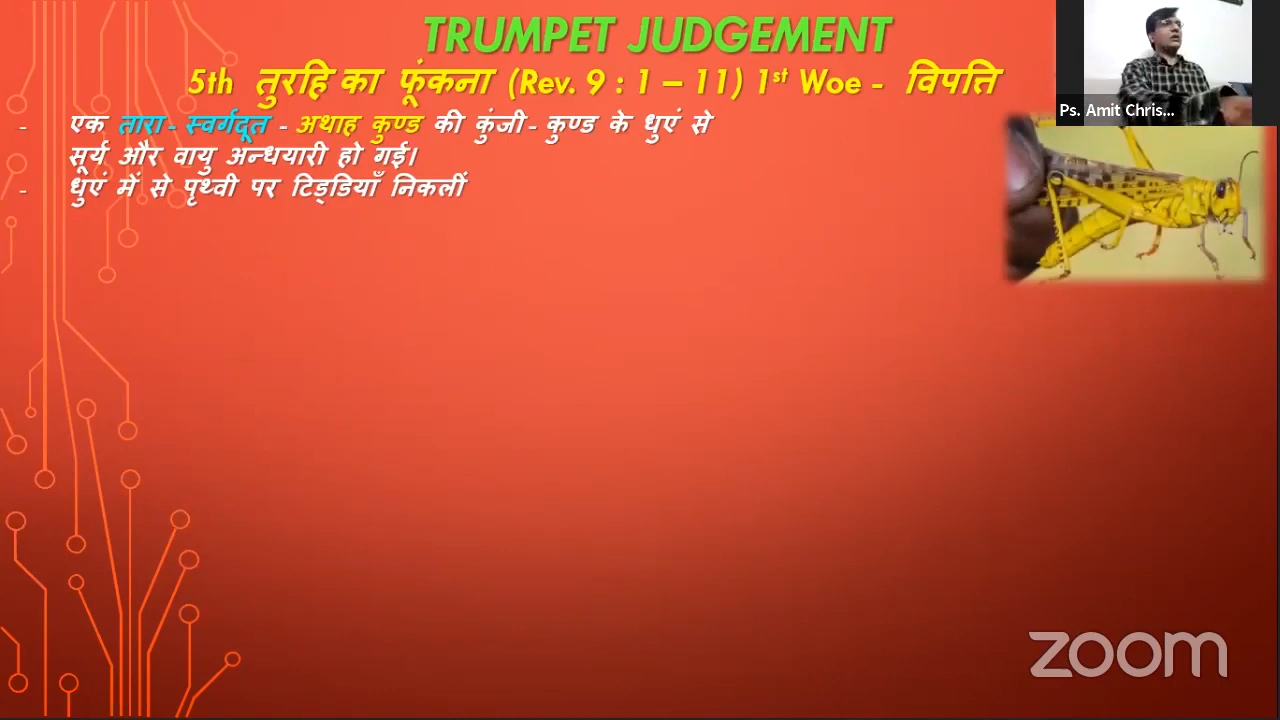 TRUMPET JUDGEMENT
5th तुरहि का फूंकना (Rev. 9 : 1 – 11) 1st Woe - विपति
- एक तारा - स्वर्गदूत - अथाह कुण्ड की कुंजी - कुण्ड के धुएं से
सूर्य और वायु अन्धयारी हो गई।
- धुएं में से पृथ्वी पर टिड्डियाँ निकलीं
Ps. Amit Chris...
zoom